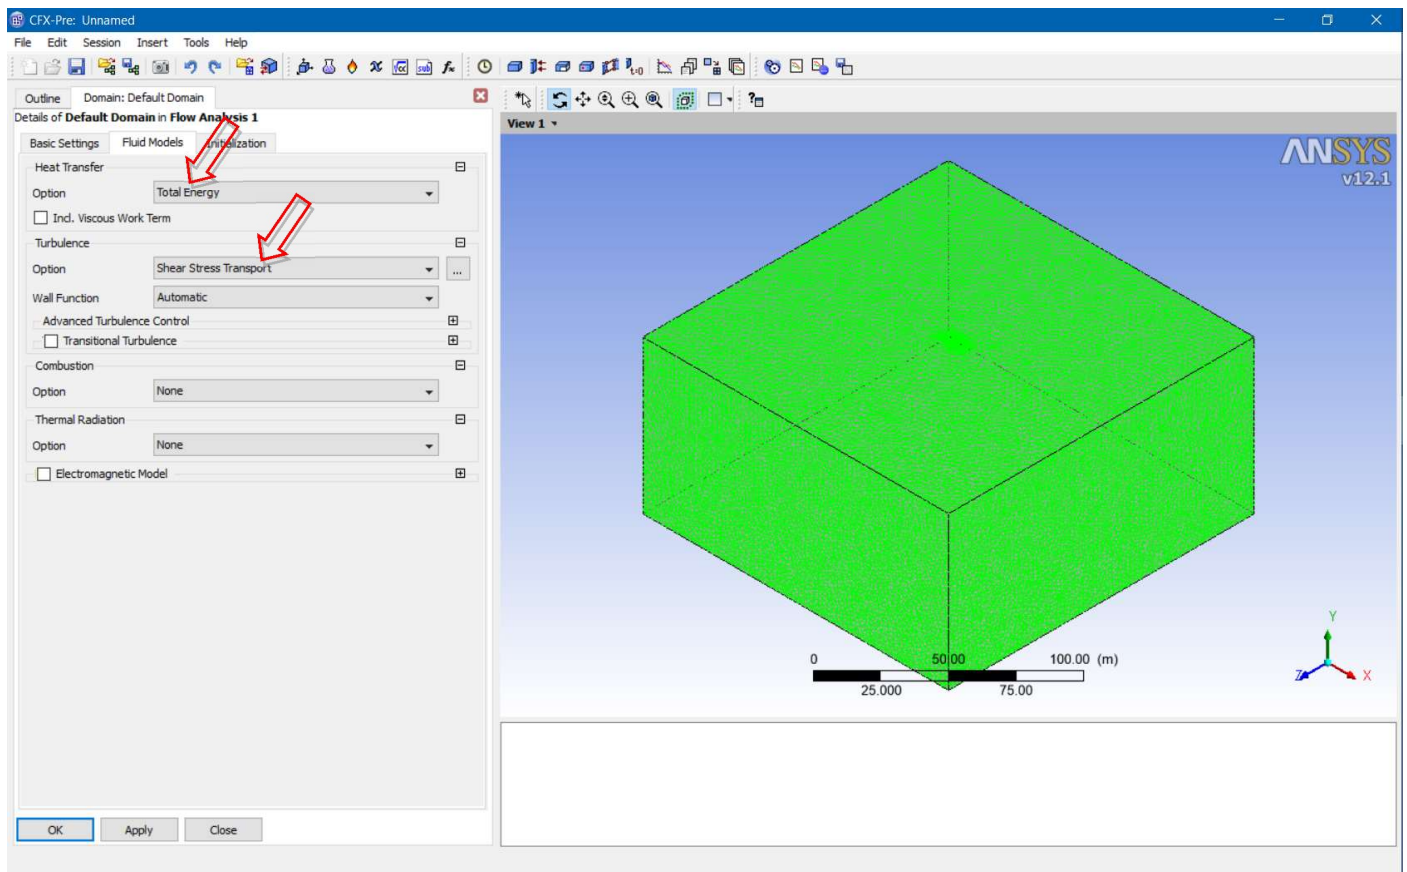 CFX-Pre: Unnamed
File Edit Session Insert Tools Help
Outline Domain: Default Domain
Details of Default Domain in Flow Analysis 1
Basic Settings Fluid Models Initialization
Heat Transfer
Option Total Energy
Incl. Viscous Work Term
Turbulence
Option Shear Stress Transport ...
Wall Function Automatic
Advanced Turbulence Control
Transitional Turbulence
Combustion
Option None
Thermal Radiation
Option None
Electromagnetic Model
OK Apply Close
View 1
ANSYS
v12.1
0 50.00 100.00 (m)
25.000 75.00
Y
Z X